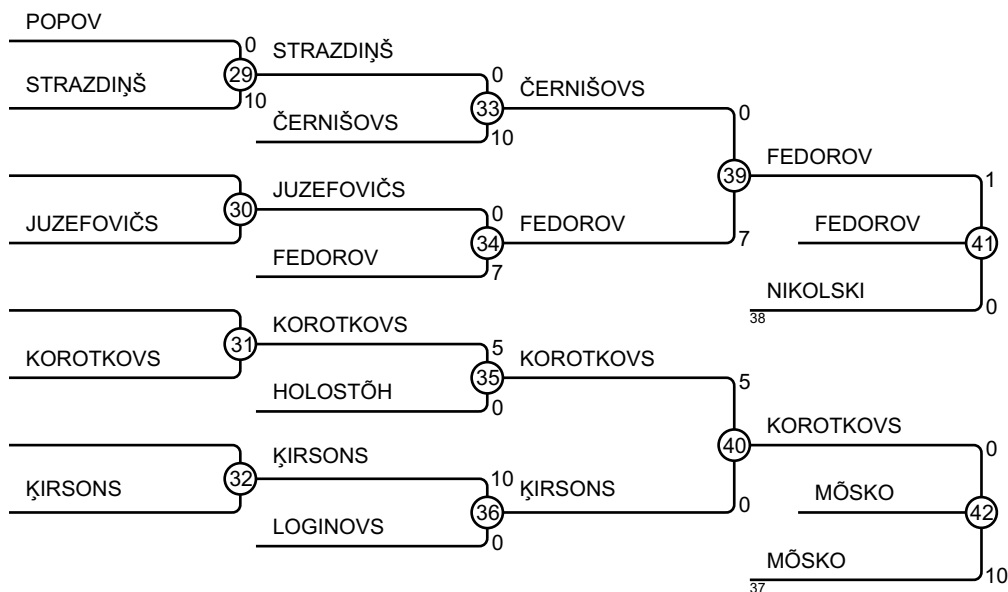 POPOV
0
STRAZDIŅŠ
29
STRAZDIŅŠ
10
0
ČERNIŠOVS
33
ČERNIŠOVS
10
0
JUZEFOVIČS
30
JUZEFOVIČS
0
FEDOROV
34
FEDOROV
7
39
FEDOROV
7
1
FEDOROV
41
NIKOLSKI
38
0
KOROTKOVS
31
KOROTKOVS
5
HOLOSTÕH
35
KOROTKOVS
0
5
ĶIRSONS
32
ĶIRSONS
10
LOGINOVS
36
ĶIRSONS
0
40
KOROTKOVS
0
0
MÕSKO
42
MÕSKO
37
10